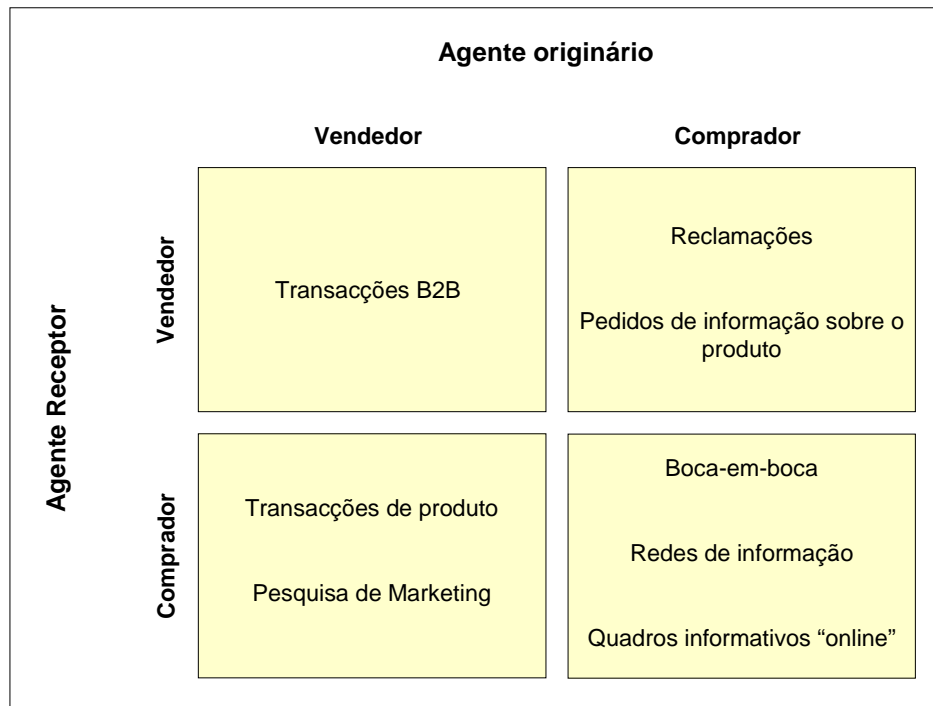 Agente originário
Vendedor
Comprador
Agente Receptor
Vendedor
Transacções B2B
Reclamações
Pedidos de informação sobre o
produto
Comprador
Transacções de produto
Pesquisa de Marketing
Boca-em-boca
Redes de informação
Quadros informativos “online”